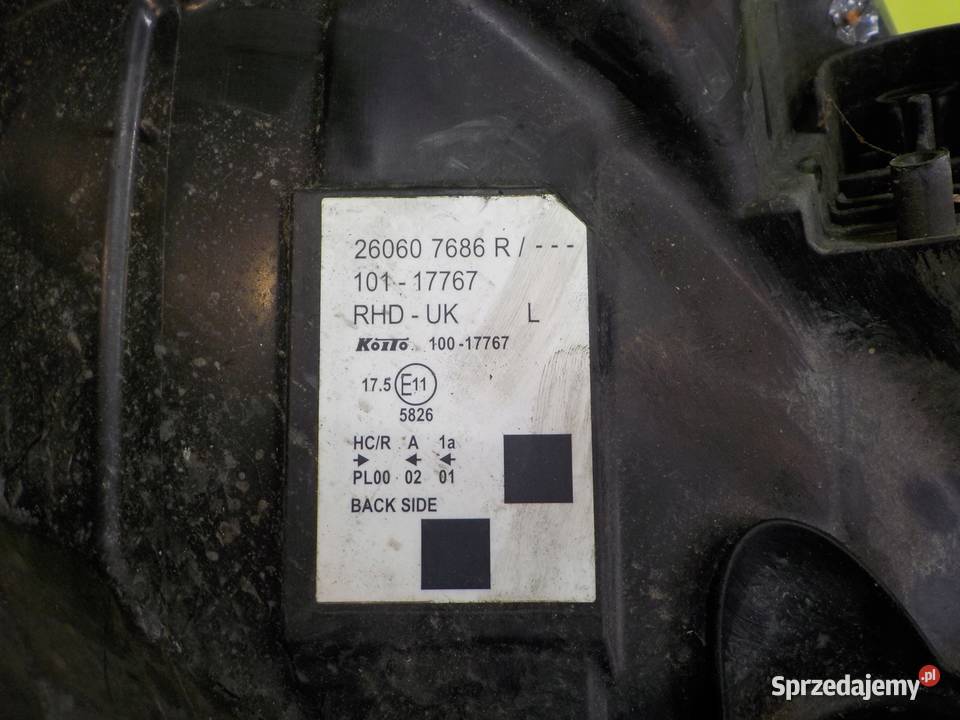 26060 7686 R / - - -
101 - 17767
RHD - UK L
KOITO 100-17767
17.5 E11
5826
HC/R A 1a
→ ← ←
PL00 02 01
BACK SIDE
Sprzedajemy.pl